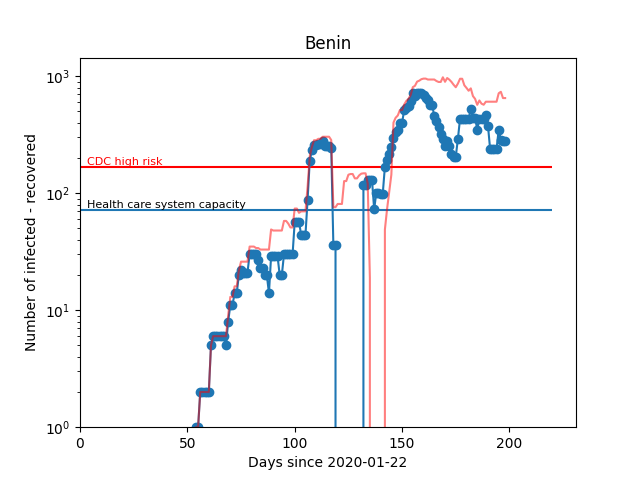 Benin
10³
CDC high risk
Health care system capacity
10²
10¹
10⁰
Number of infected - recovered
0 50 100 150 200
Days since 2020-01-22